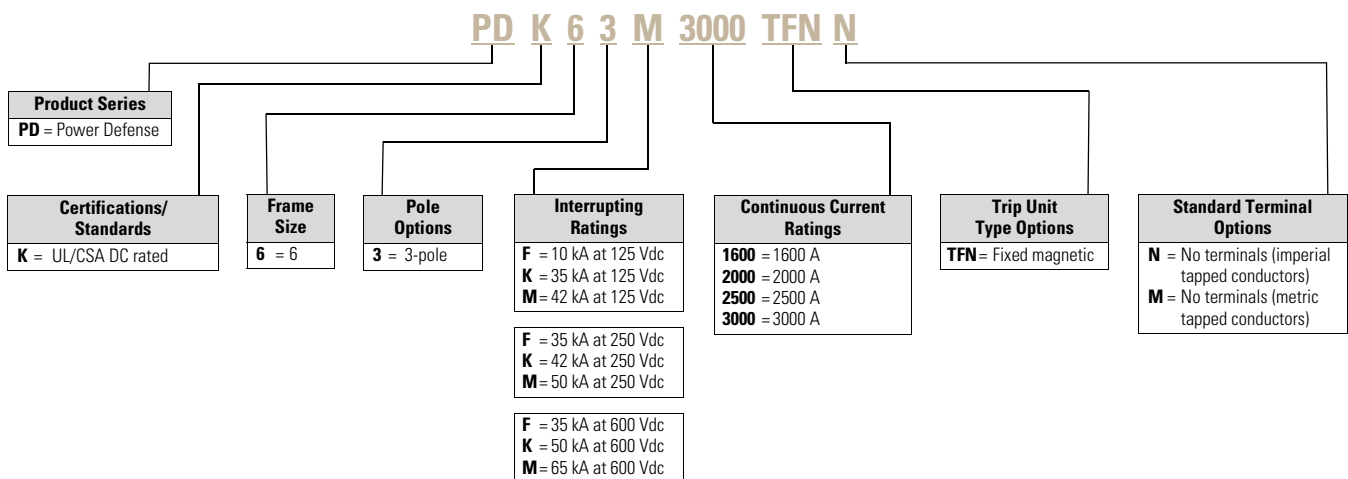 PD K 6 3 M 3000 TFN N
Product Series
PD = Power Defense
Certifications/
Standards
K = UL/CSA DC rated
Frame
Size
6 = 6
Pole
Options
3 = 3-pole
Interrupting
Ratings
F = 10 kA at 125 Vdc
K = 35 kA at 125 Vdc
M = 42 kA at 125 Vdc
F = 35 kA at 250 Vdc
K = 42 kA at 250 Vdc
M = 50 kA at 250 Vdc
F = 35 kA at 600 Vdc
K = 50 kA at 600 Vdc
M = 65 kA at 600 Vdc
Continuous Current
Ratings
1600 = 1600 A
2000 = 2000 A
2500 = 2500 A
3000 = 3000 A
Trip Unit
Type Options
TFN = Fixed magnetic
Standard Terminal
Options
N = No terminals (imperial
tapped conductors)
M = No terminals (metric
tapped conductors)